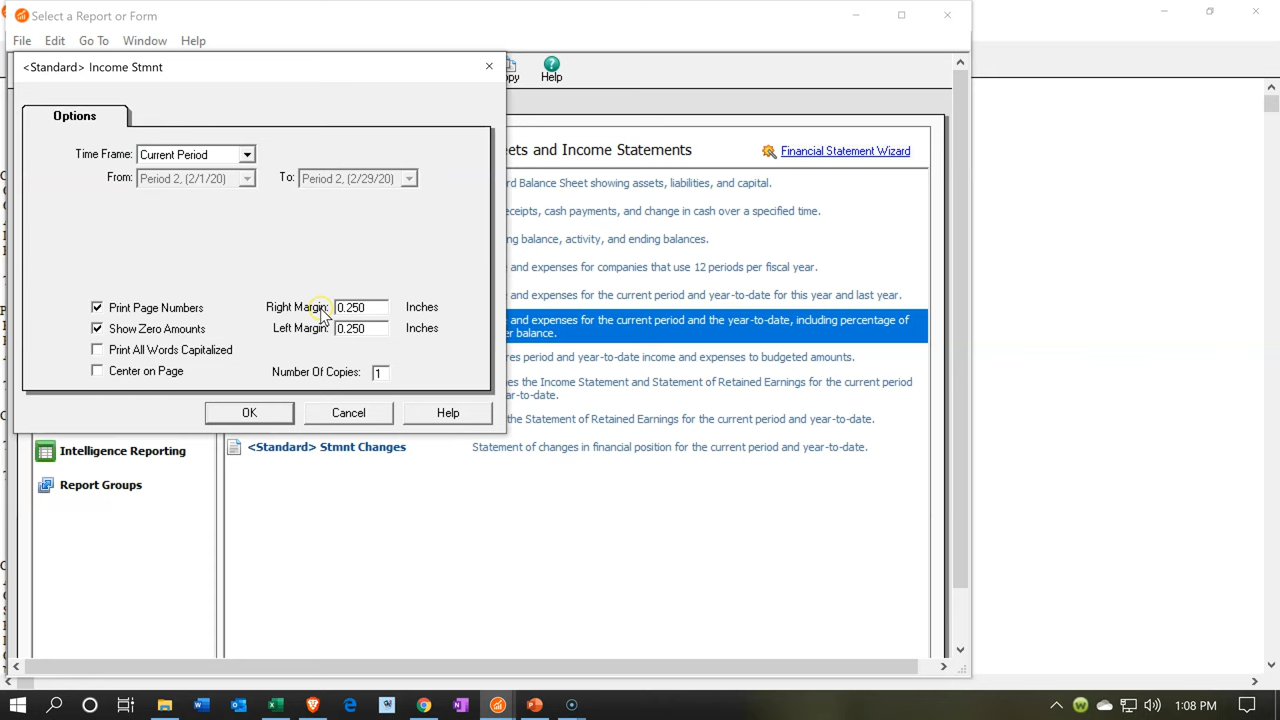 Select a Report or Form
File Edit Go To Window Help
<Standard> Income Stmnt
Help
Options
ets and Income Statements
Financial Statement Wizard
Time Frame: Current Period
From: Period 2, (2/1/20) To: Period 2, (2/29/20)
rd Balance Sheet showing assets, liabilities, and capital.
eceipts, cash payments, and change in cash over a specified time.
ng balance, activity, and ending balances.
e and expenses for companies that use 12 periods per fiscal year.
e and expenses for the current period and year-to-date for this year and last year.
e and expenses for the current period and the year-to-date, including percentage of
er balance.
res period and year-to-date income and expenses to budgeted amounts.
es the Income Statement and Statement of Retained Earnings for the current period
ar-to-date.
the Statement of Retained Earnings for the current period and year-to-date.
Print Page Numbers Right Margin: 0.250 Inches
Show Zero Amounts Left Margin: 0.250 Inches
Print All Words Capitalized
Center on Page Number Of Copies: 1
OK Cancel Help
<Standard> Stmnt Changes Statement of changes in financial position for the current period and year-to-date.
Intelligence Reporting
Report Groups
1:08 PM